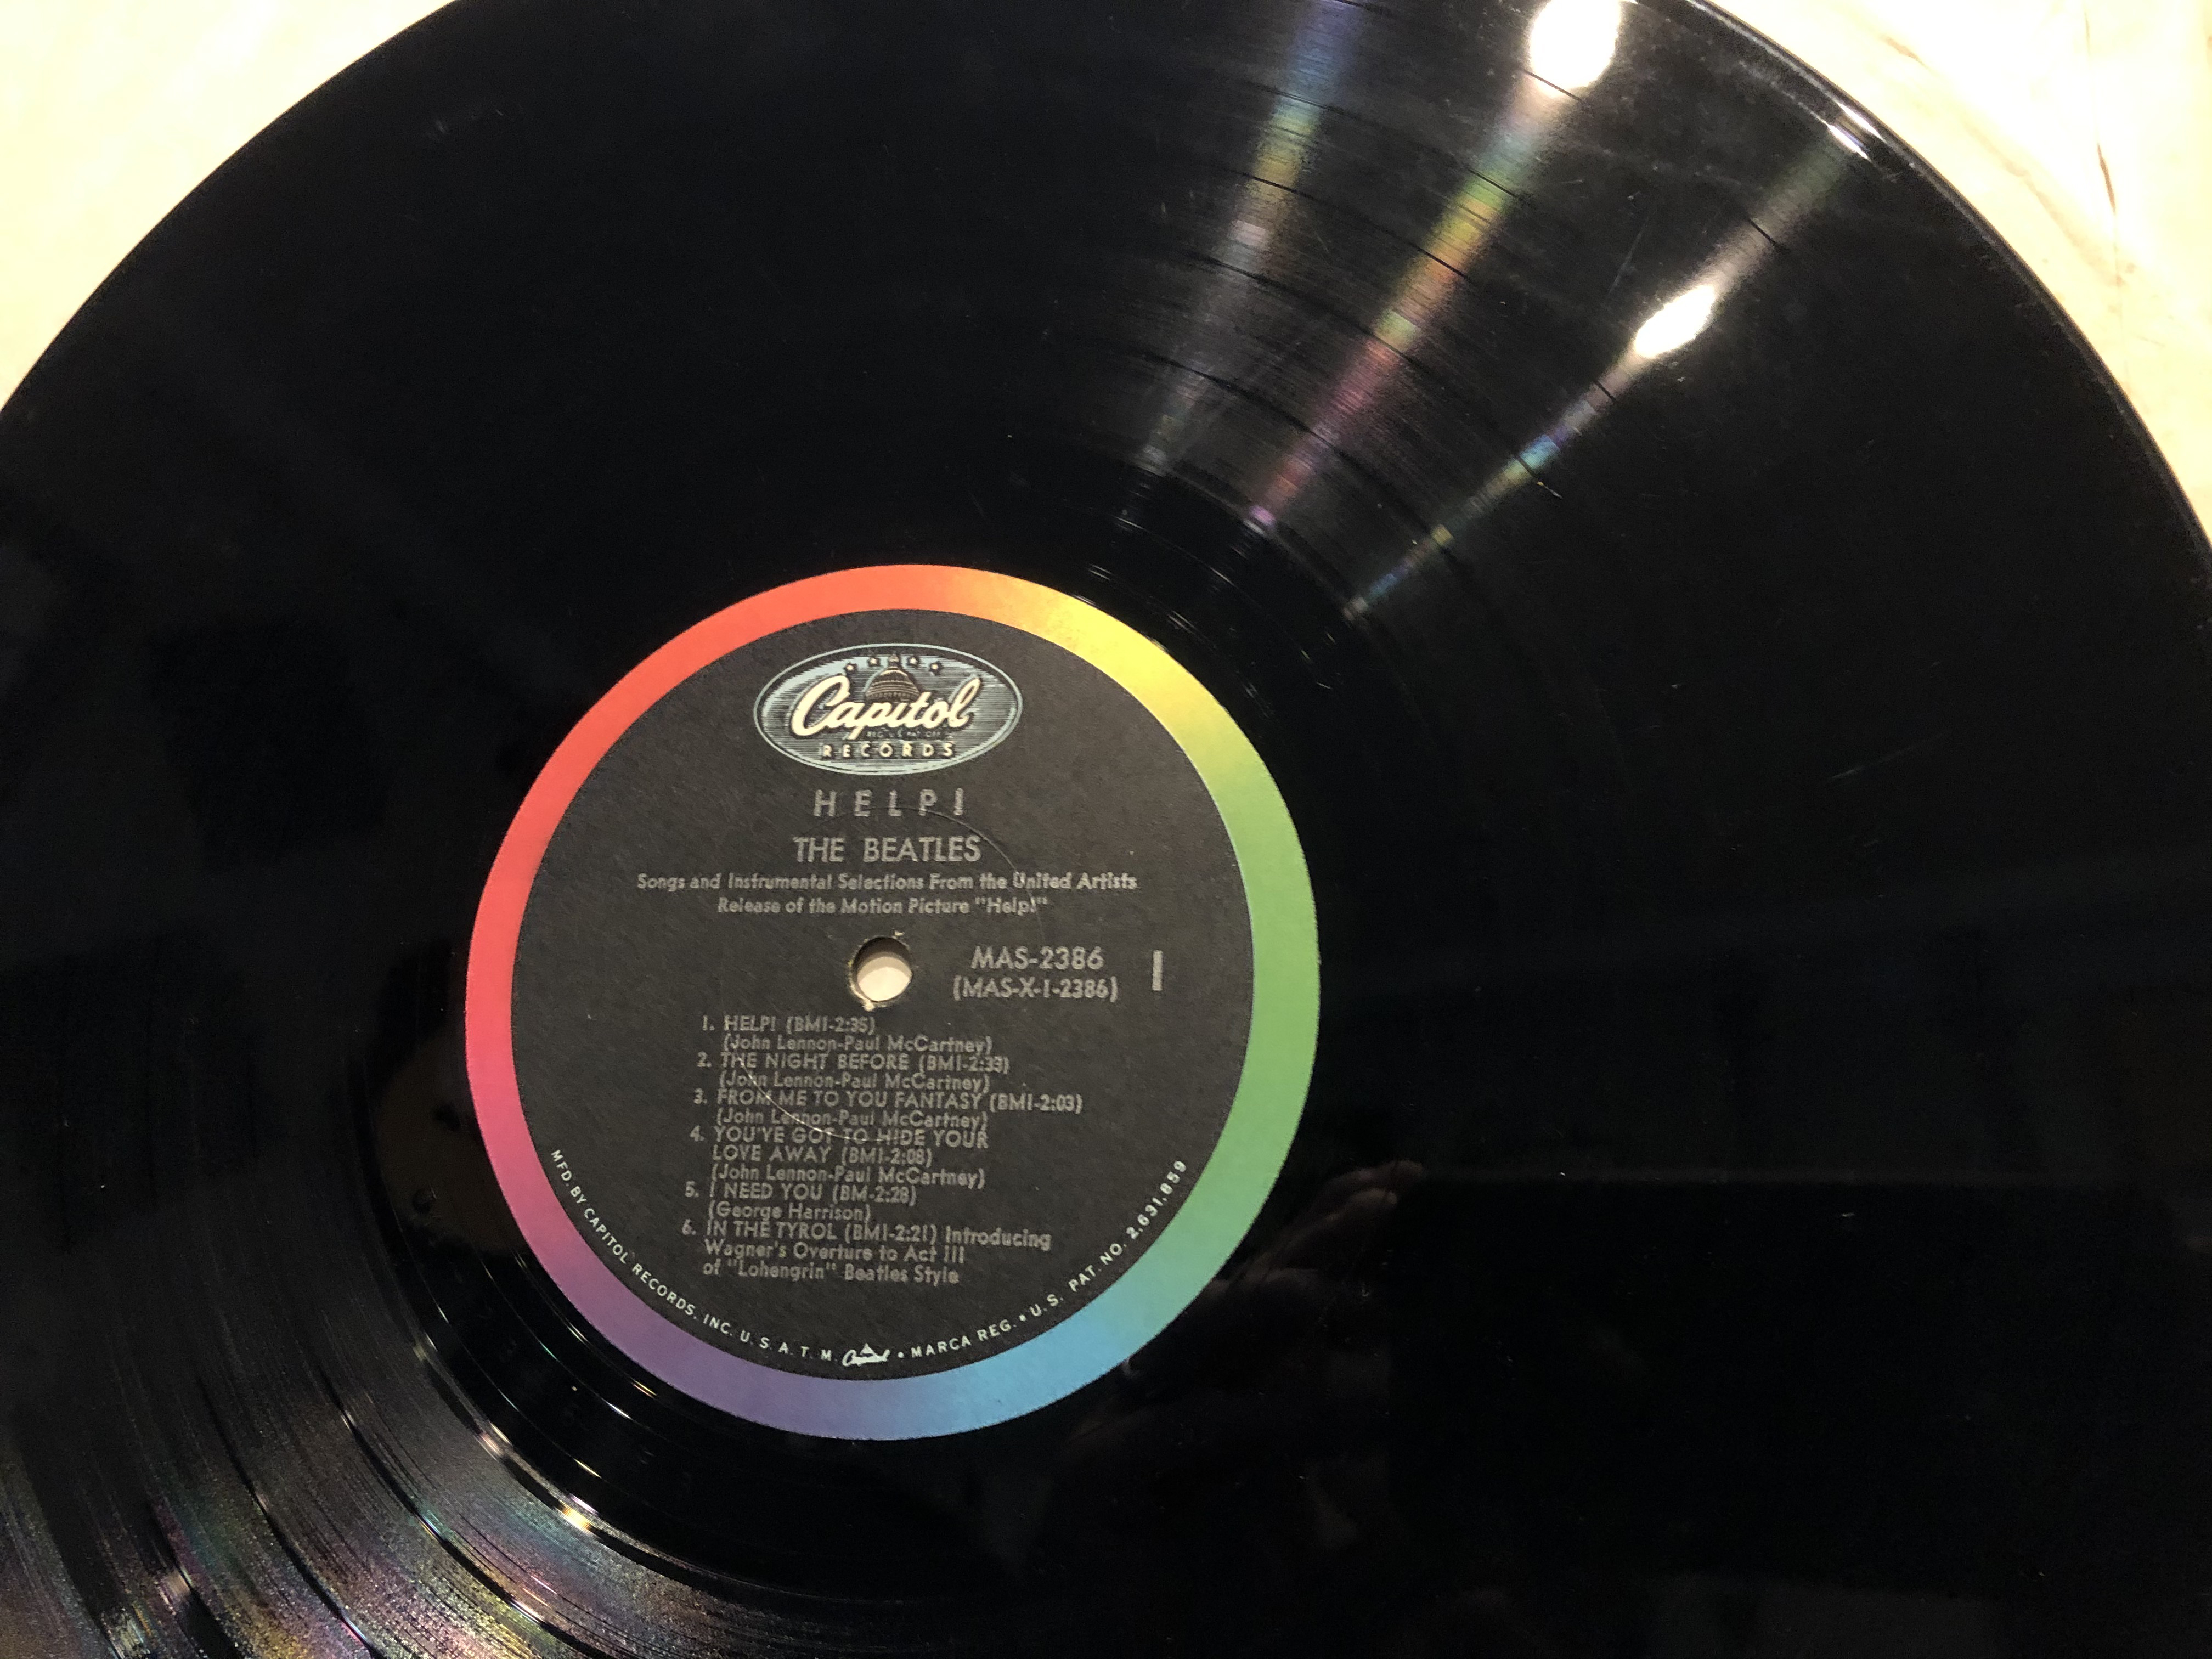 Capitol
REG. U.S. PAT. OFF.
RECORDS
HELP!
THE BEATLES
Songs and Instrumental Selections From the United Artists
Release of the Motion Picture "Help!"
MAS-2386
(MAS-X-1-2386)
1
1. HELP! (BMI-2:35)
(John Lennon-Paul McCartney)
2. THE NIGHT BEFORE (BMI-2:33)
(John Lennon-Paul McCartney)
3. FROM ME TO YOU FANTASY (BMI-2:03)
(John Lennon-Paul McCartney)
4. YOU'VE GOT TO HIDE YOUR
LOVE AWAY (BMI-2:08)
(John Lennon-Paul McCartney)
5. I NEED YOU (BM-2:28)
(George Harrison)
6. IN THE TYROL (BMI-2:21) Introducing
Wagner's Overture to Act III
of "Lohengrin" Beatles Style
MFD. BY CAPITOL RECORDS, INC. U. S. A. T. M. Capitol • MARCA REG. • U.S. PAT. NO. 2,631,859